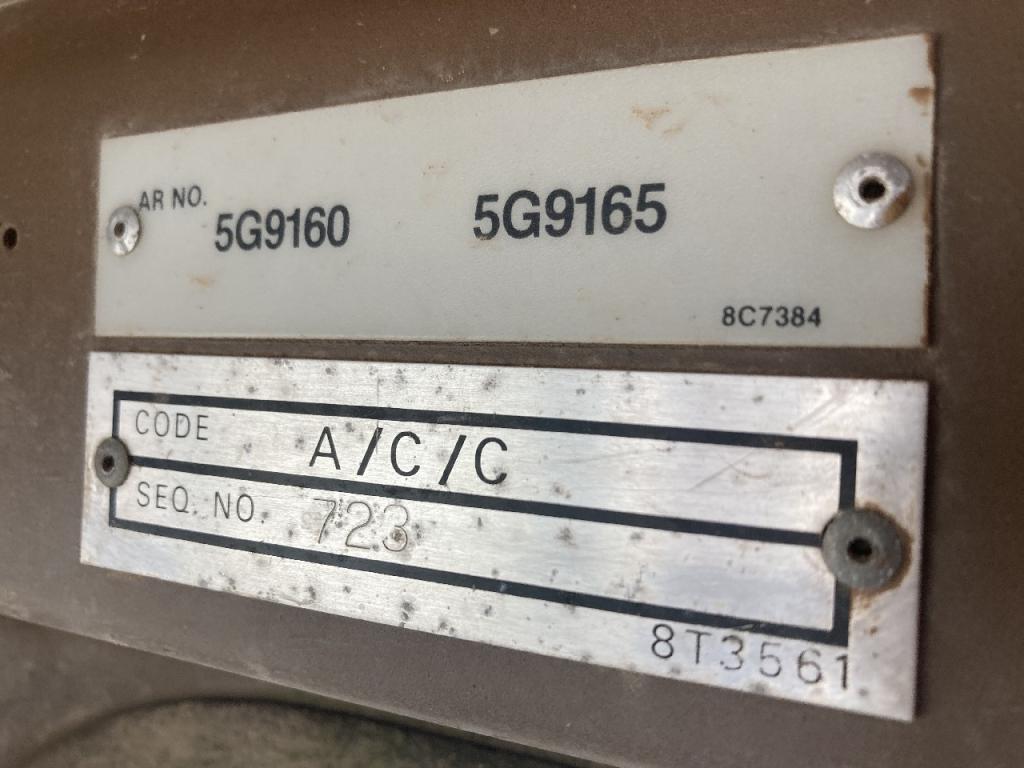 AR NO. 5G9160 5G9165
8C7384
CODE A/C/C
SEQ. NO. 723
8T3561